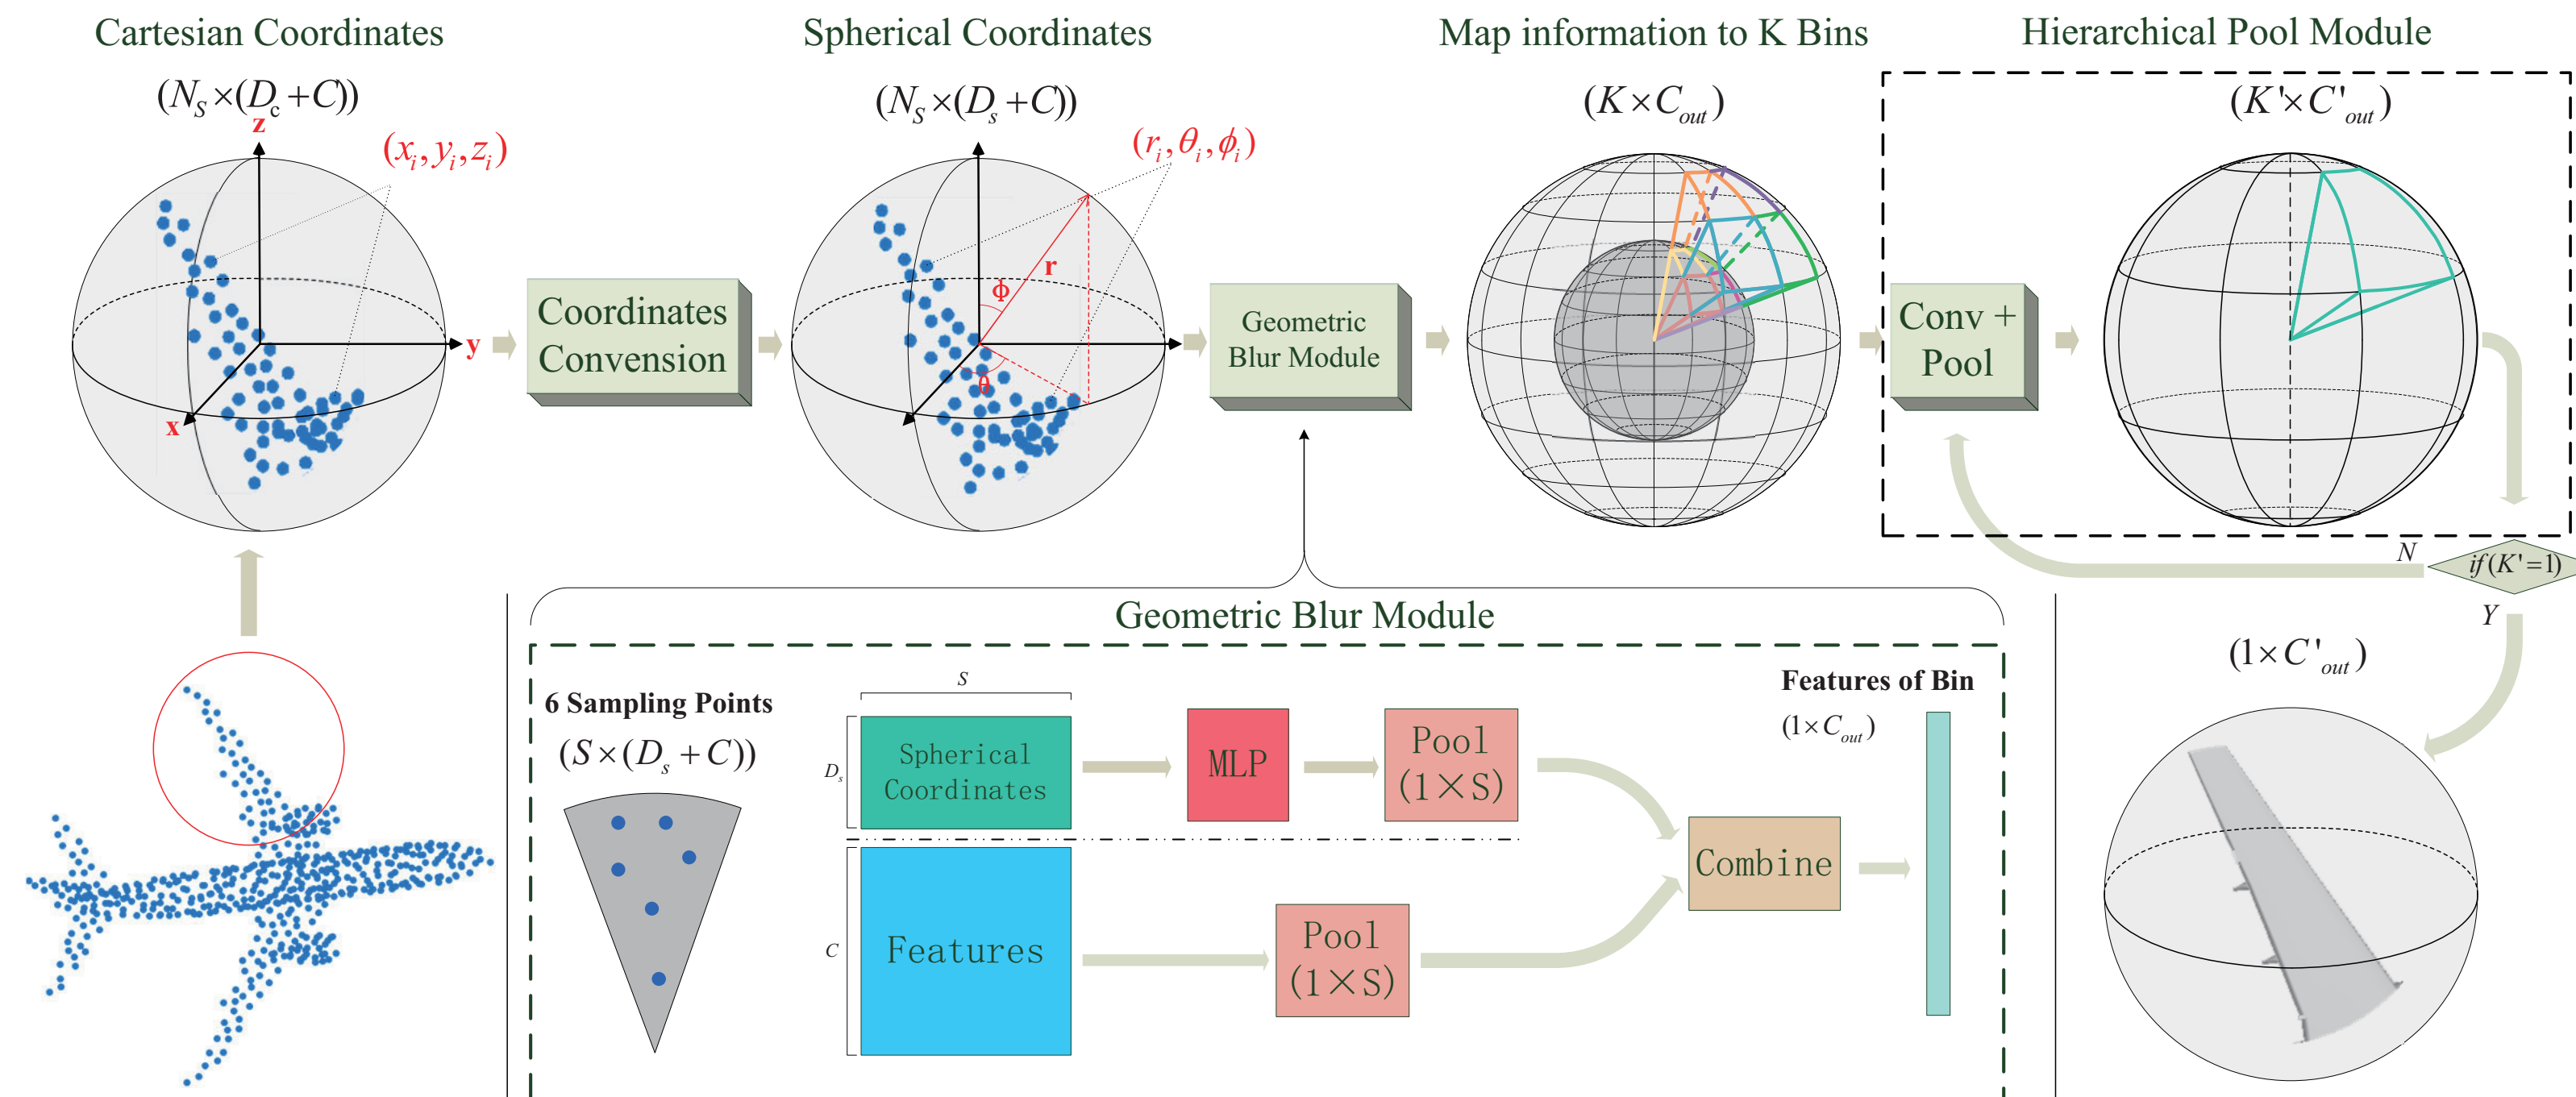 Cartesian Coordinates
(N_S×(D_c+C))
z
(x_i, y_i, z_i)
y
x
Coordinates
Convension
Spherical Coordinates
(N_S×(D_s+C))
(r_i, θ_i, ϕ_i)
r
ϕ
θ
Geometric
Blur Module
Map information to K Bins
(K×C_out)
Hierarchical Pool Module
(K'×C'_out)
Conv +
Pool
N
if(K'=1)
Y
(1×C'_out)
Geometric Blur Module
6 Sampling Points
(S×(D_s+C))
S
D_s
Spherical
Coordinates
MLP
Pool
(1×S)
C
Features
Pool
(1×S)
Combine
Features of Bin
(1×C_out)